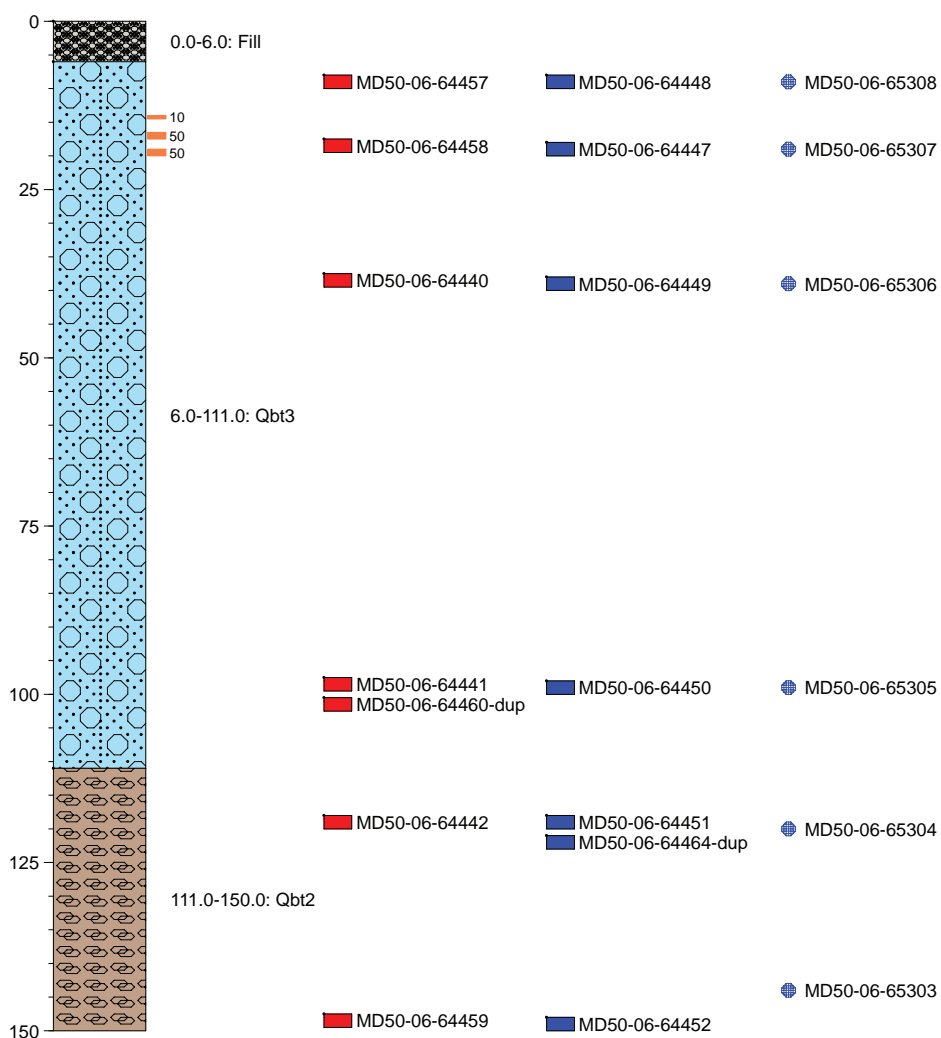 0
0.0-6.0: Fill
MD50-06-64457 MD50-06-64448 MD50-06-65308
10
50
MD50-06-64458 MD50-06-64447 MD50-06-65307
50
25
MD50-06-64440 MD50-06-64449 MD50-06-65306
50
6.0-111.0: Qbt3
75
MD50-06-64441 MD50-06-64450 MD50-06-65305
100
MD50-06-64460-dup
MD50-06-64442 MD50-06-64451 MD50-06-65304
MD50-06-64464-dup
125
111.0-150.0: Qbt2
MD50-06-65303
MD50-06-64459 MD50-06-64452
150